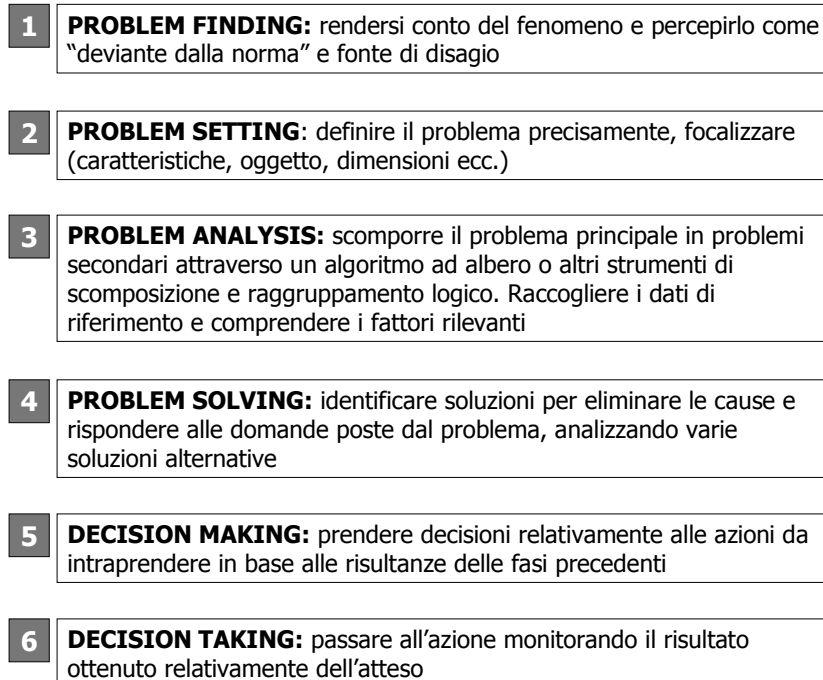 1 PROBLEM FINDING: rendersi conto del fenomeno e percepirlo come
“deviante dalla norma” e fonte di disagio
2 PROBLEM SETTING: definire il problema precisamente, focalizzare
(caratteristiche, oggetto, dimensioni ecc.)
3 PROBLEM ANALYSIS: scomporre il problema principale in problemi
secondari attraverso un algoritmo ad albero o altri strumenti di
scomposizione e raggruppamento logico. Raccogliere i dati di
riferimento e comprendere i fattori rilevanti
4 PROBLEM SOLVING: identificare soluzioni per eliminare le cause e
rispondere alle domande poste dal problema, analizzando varie
soluzioni alternative
5 DECISION MAKING: prendere decisioni relativamente alle azioni da
intraprendere in base alle risultanze delle fasi precedenti
6 DECISION TAKING: passare all’azione monitorando il risultato
ottenuto relativamente dell’atteso